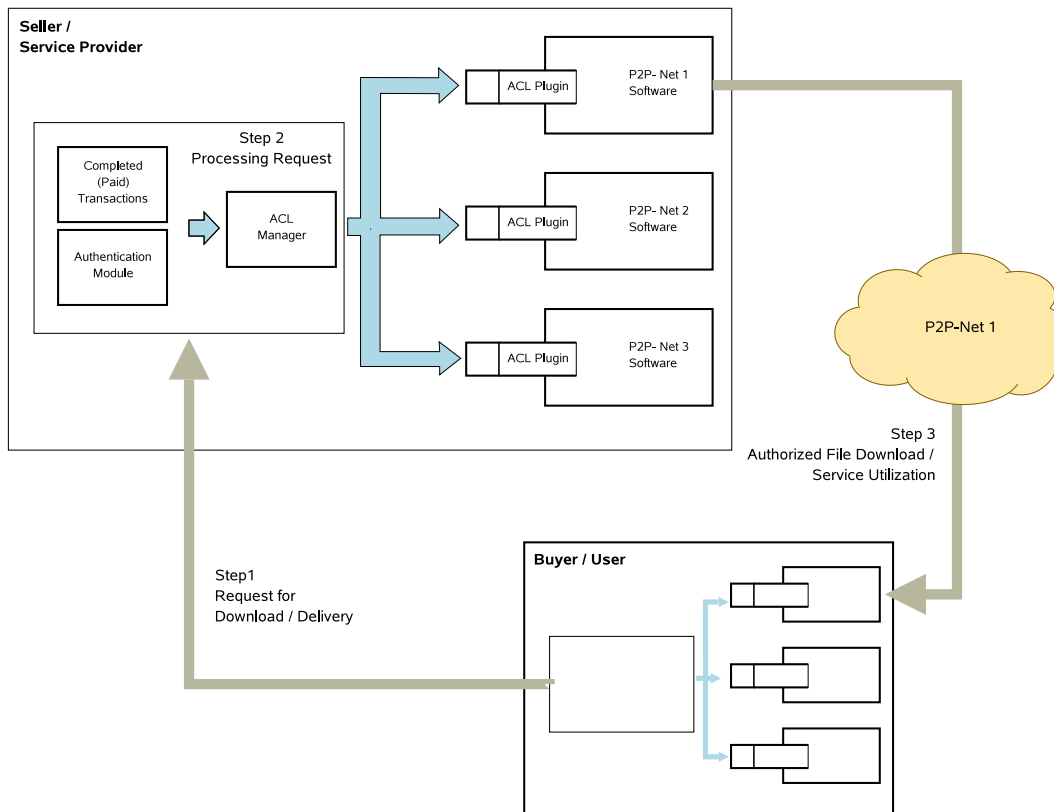 Seller /
Service Provider
Step 2
Processing Request
Completed
(Paid)
Transactions
Authentication
Module
ACL
Manager
ACL Plugin
P2P- Net 1
Software
ACL Plugin
P2P- Net 2
Software
ACL Plugin
P2P- Net 3
Software
P2P-Net 1
Step 3
Authorized File Download /
Service Utilization
Step1
Request for
Download / Delivery
Buyer / User